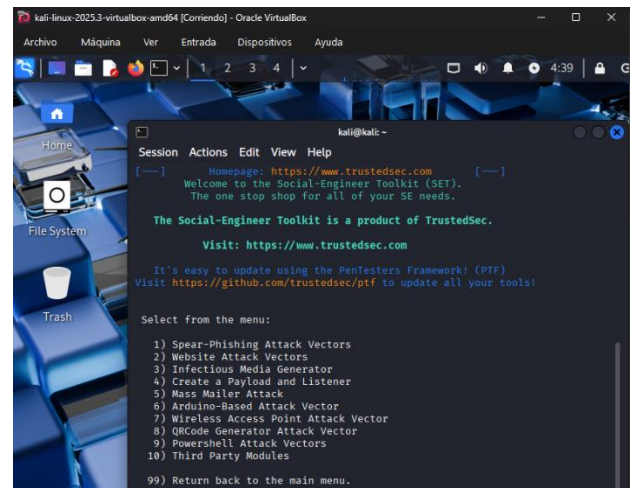 kali-linux-2025.3-virtualbox-amd64 [Corriendo] - Oracle VirtualBox
Archivo Máquina Ver Entrada Dispositivos Ayuda
1 2 3 4 4:39 G
kali@kali: ~
Session Actions Edit View Help
[---] Homepage: https://www.trustedsec.com [---]
Welcome to the Social-Engineer Toolkit (SET).
The one stop shop for all of your SE needs.
The Social-Engineer Toolkit is a product of TrustedSec.
Visit: https://www.trustedsec.com
It's easy to update using the PenTesters Framework! (PTF)
Visit https://github.com/trustedsec/ptf to update all your tools!
Select from the menu:
1) Spear-Phishing Attack Vectors
2) Website Attack Vectors
3) Infectious Media Generator
4) Create a Payload and Listener
5) Mass Mailer Attack
6) Arduino-Based Attack Vector
7) Wireless Access Point Attack Vector
8) QRCode Generator Attack Vector
9) Powershell Attack Vectors
10) Third Party Modules
99) Return back to the main menu.
Home
File System
Trash